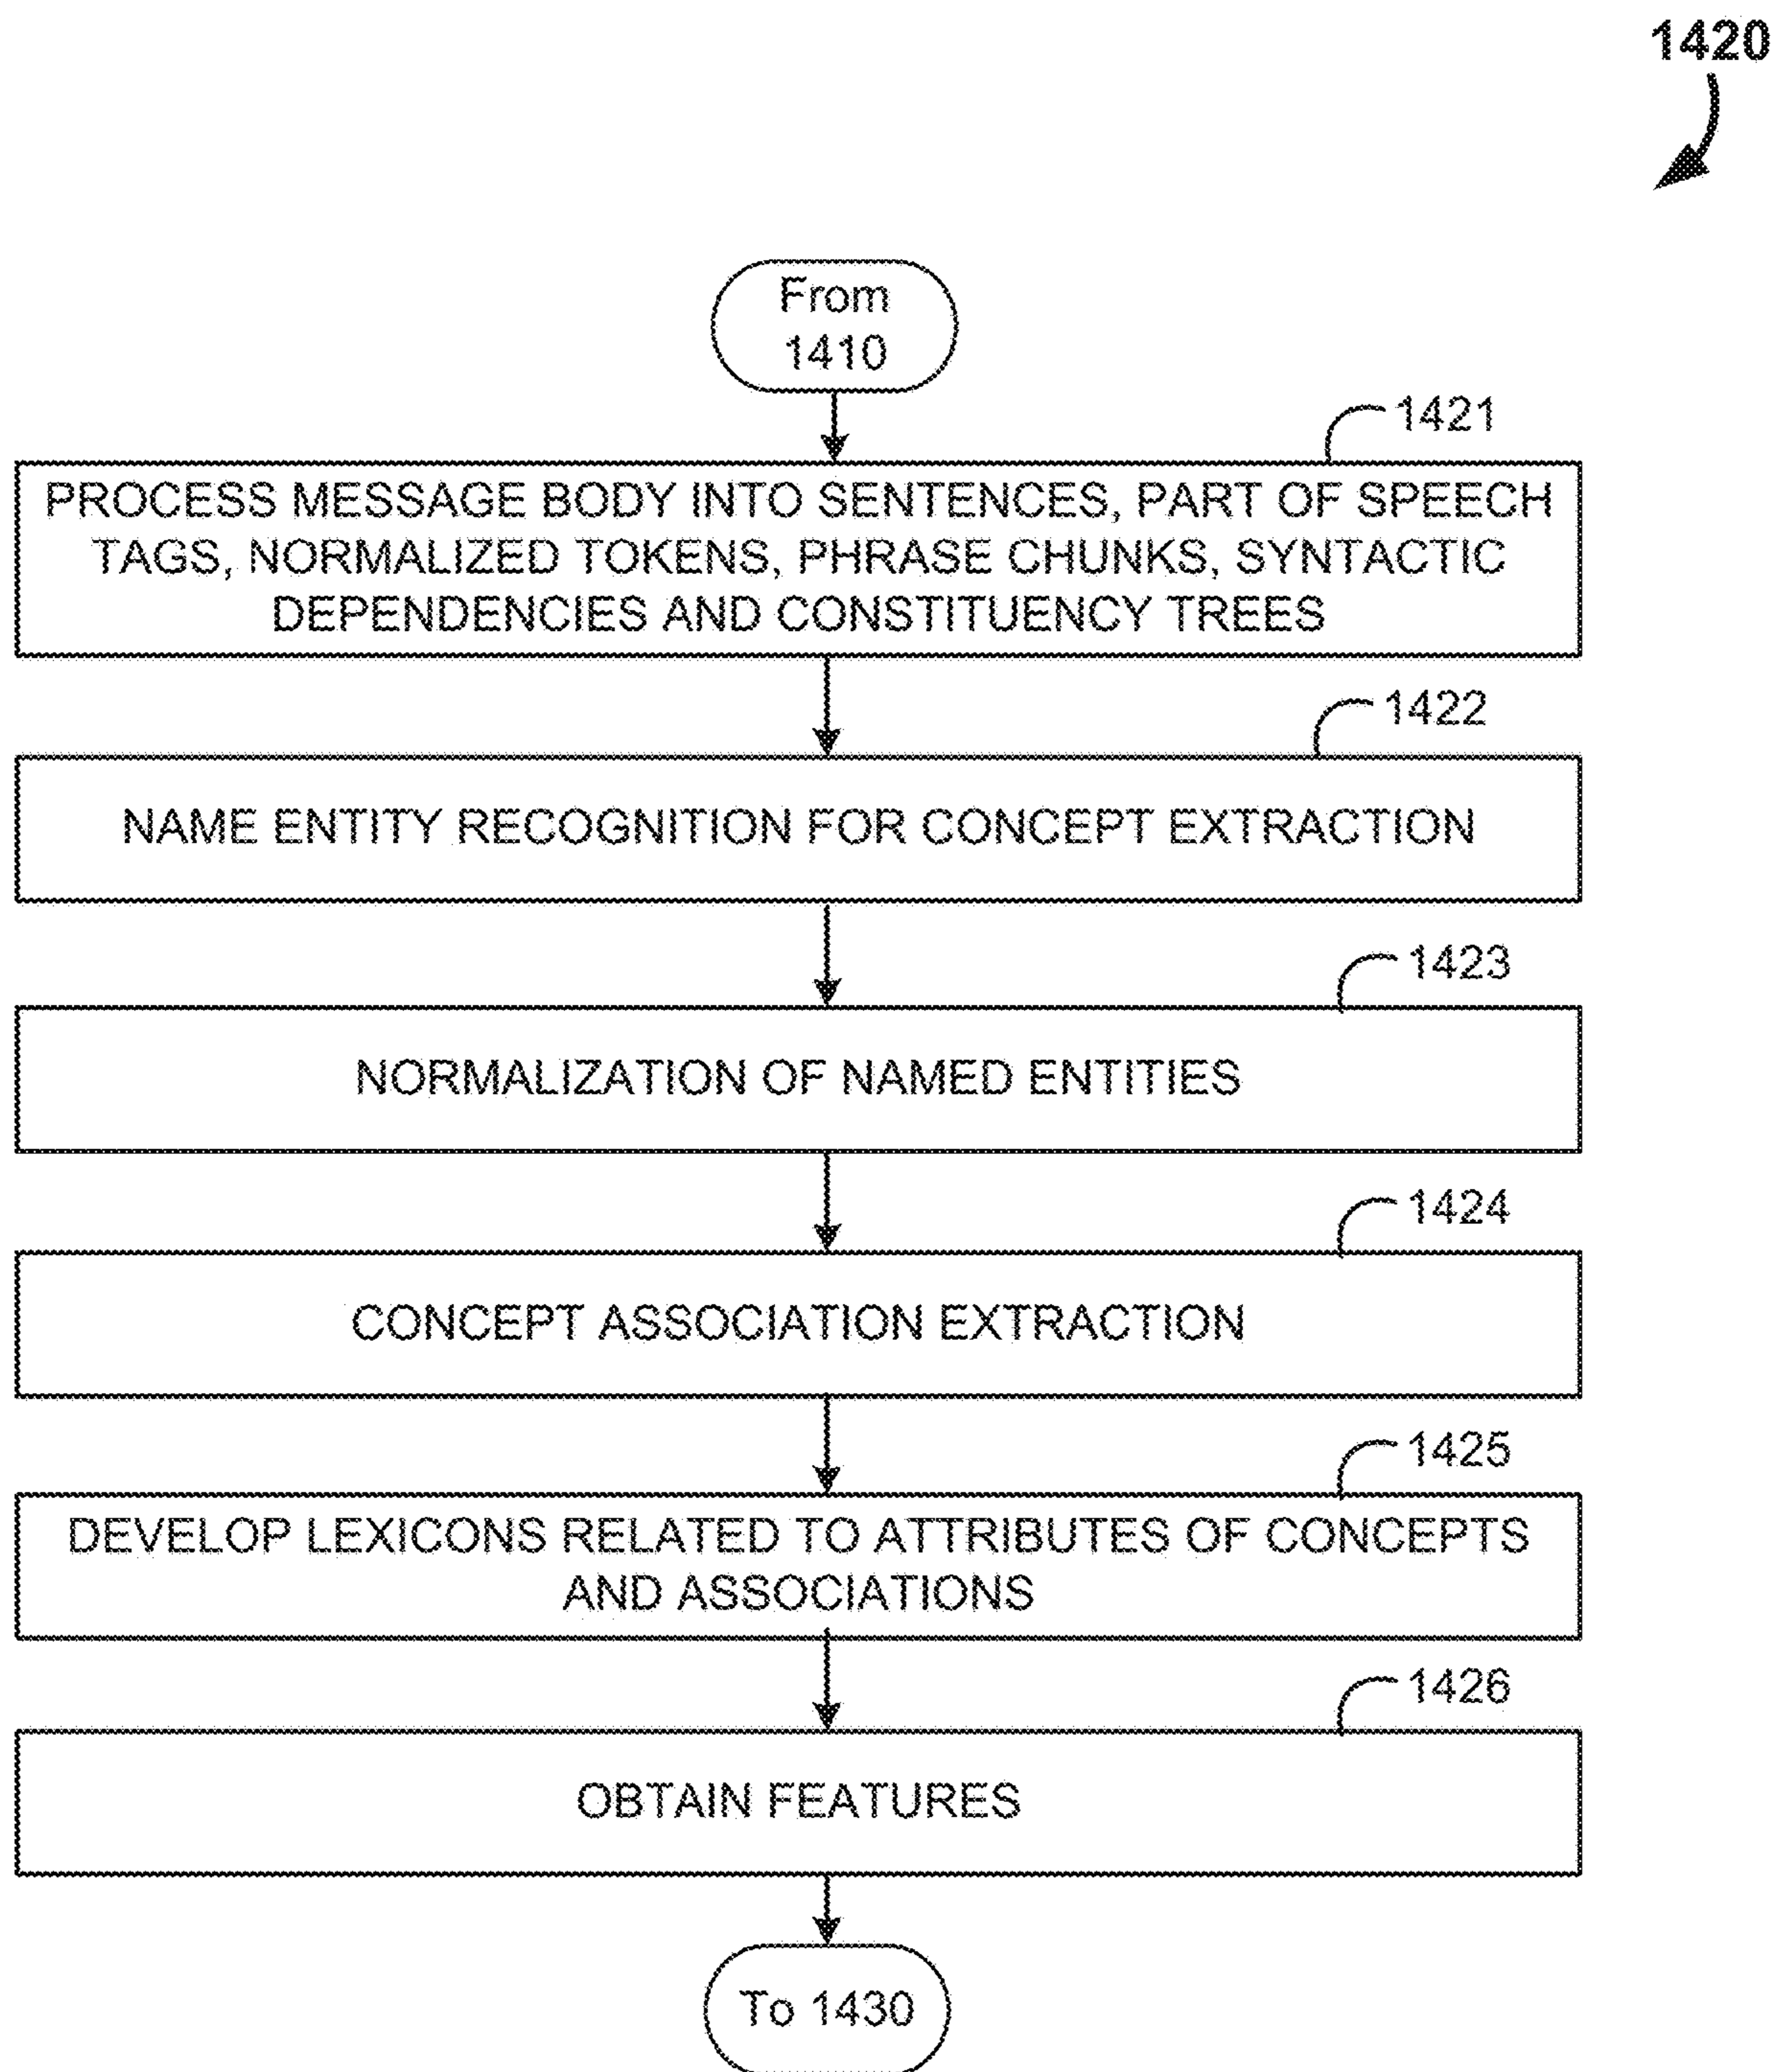 1420
From
1410
1421
PROCESS MESSAGE BODY INTO SENTENCES, PART OF SPEECH
TAGS, NORMALIZED TOKENS, PHRASE CHUNKS, SYNTACTIC
DEPENDENCIES AND CONSTITUENCY TREES
1422
NAME ENTITY RECOGNITION FOR CONCEPT EXTRACTION
1423
NORMALIZATION OF NAMED ENTITIES
1424
CONCEPT ASSOCIATION EXTRACTION
1425
DEVELOP LEXICONS RELATED TO ATTRIBUTES OF CONCEPTS
AND ASSOCIATIONS
1426
OBTAIN FEATURES
To 1430